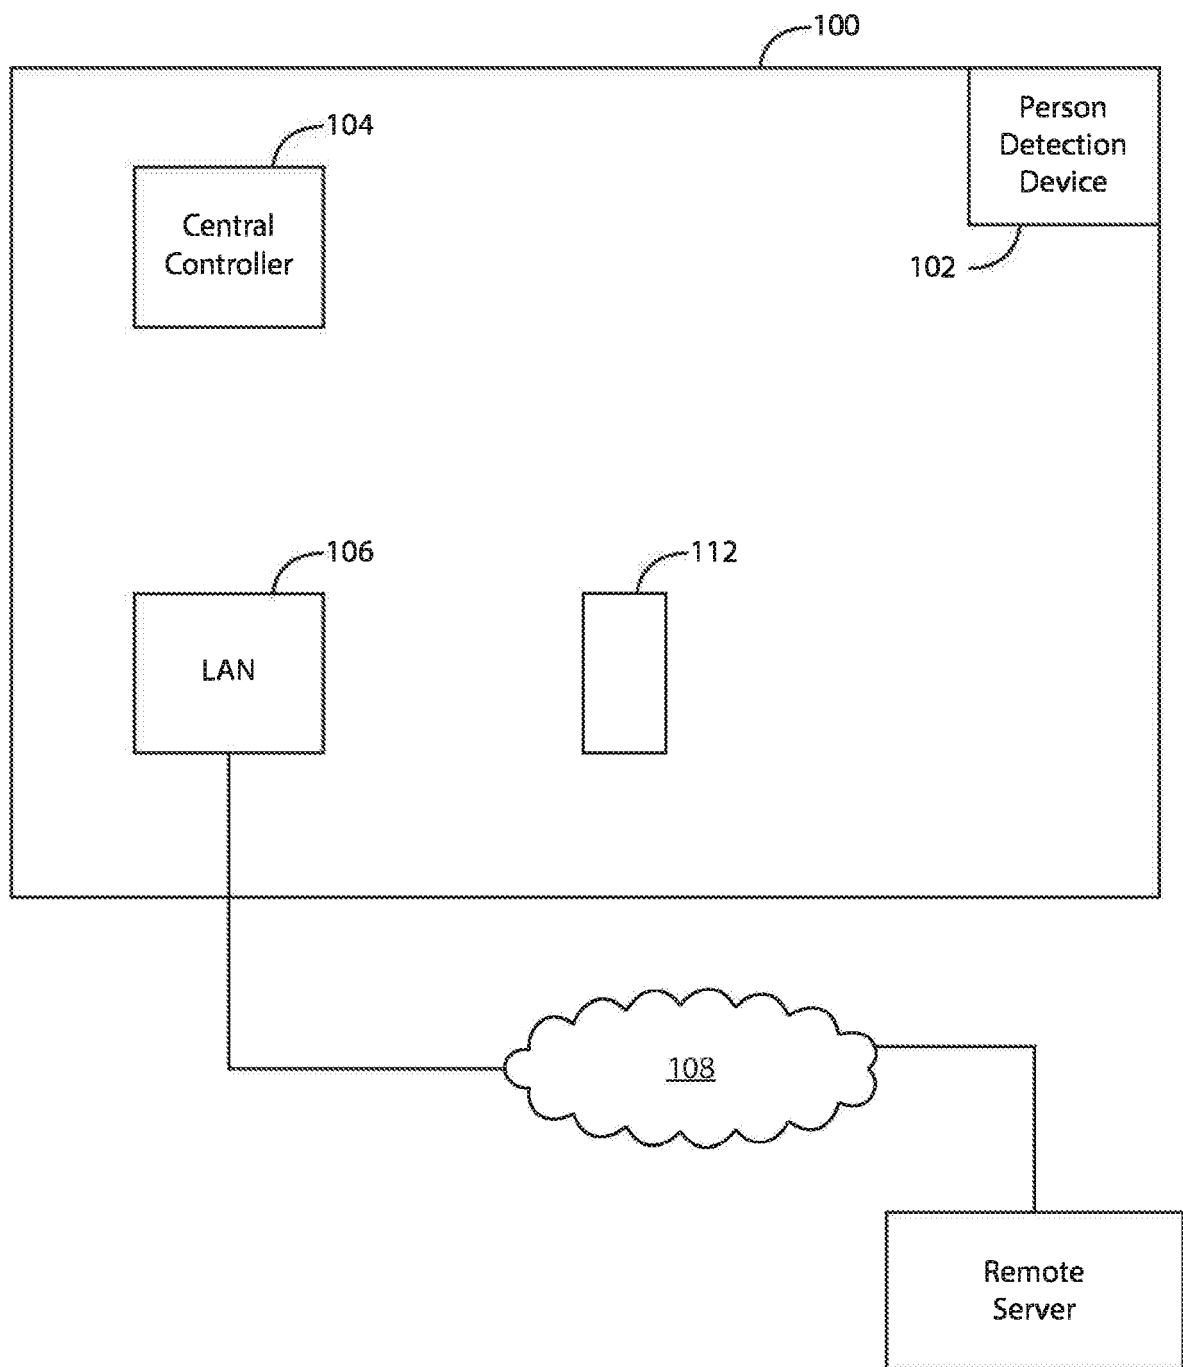 100
Person
Detection
Device
104
Central
Controller
102
106
112
LAN
108
Remote
Server